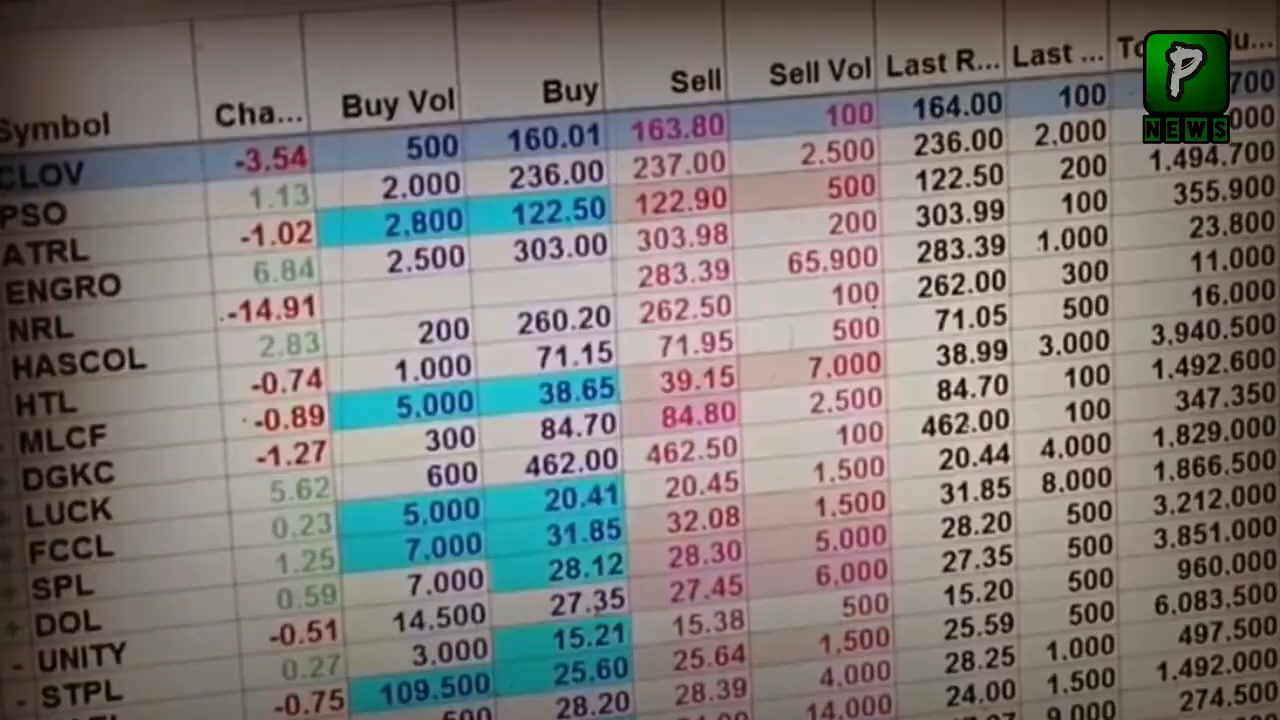 P
NEWS
Symbol Cha... Buy Vol Buy Sell Sell Vol Last R... Last ...
CLOV -3.54 500 160.01 163.80 100 164.00 100
PSO 1.13 2.000 236.00 237.00 2.500 236.00 2.000
ATRL -1.02 2,800 122.50 122.90 500 122.50 200 1.494.700
ENGRO 6.84 2.500 303.00 303.98 200 303.99 100 355.900
NRL -14.91 283.39 65.900 283.39 1.000 23.800
HASCOL 2.83 200 260.20 262.50 100 262.00 300 11.000
HTL -0.74 1.000 71.15 71.95 500 71.05 500 16.000
MLCF -0.89 5.000 38.65 39.15 7.000 38.99 3.000 3,940.500
DGKC -1.27 300 84.70 84.80 2.500 84.70 100 1.492.600
LUCK 5.62 600 462.00 462.50 100 462.00 100 347.350
FCCL 0.23 5.000 20.41 20.45 1.500 20.44 4.000 1,829.000
SPL 1.25 7.000 31.85 32.08 1.500 31.85 8.000 1.866.500
DOL 0.59 7.000 28.12 28.30 5.000 28.20 500 3.212.000
- UNITY -0.51 14.500 27.35 27.45 6,000 27.35 500 3.851.000
- STPL 0.27 3.000 15.21 15.38 500 15.20 500 960.000
-0.75 109.500 25.60 25.64 1,500 25.59 500 6.083.500
500 28.20 28.39 4,000 28.25 1.000 497.500
14.000 24.00 1.500 1.492.000
9.000 274.500